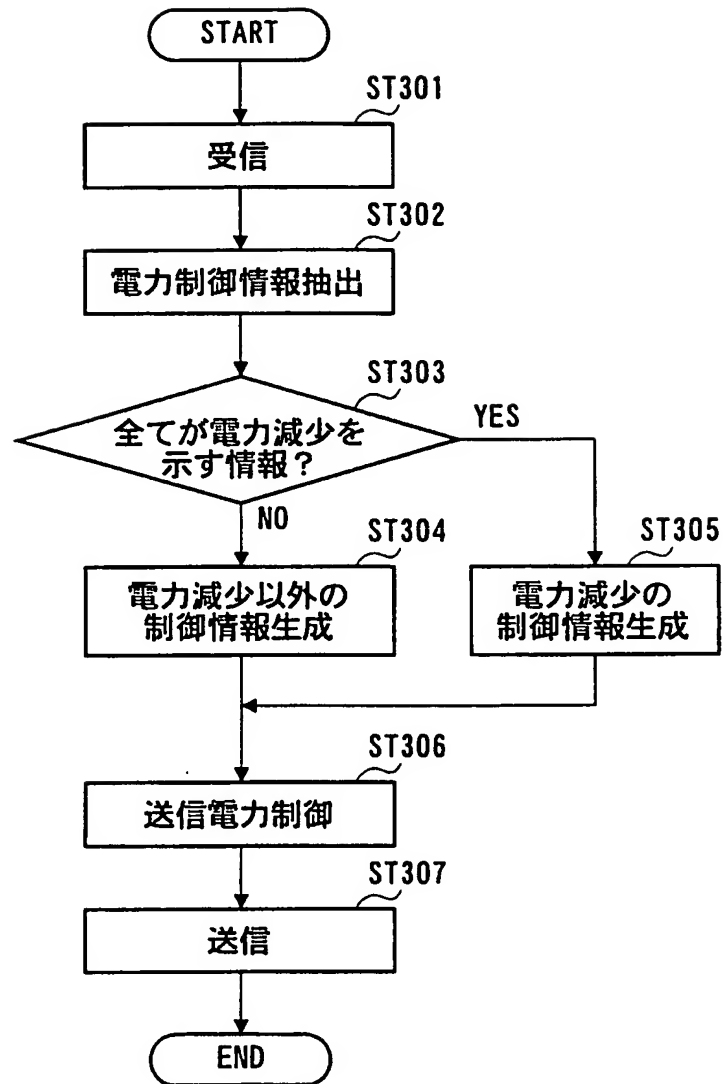 START
ST301
受信
ST302
電力制御情報抽出
ST303
全てが電力減少を
示す情報？
YES
NO
ST304
電力減少以外の
制御情報生成
ST305
電力減少の
制御情報生成
ST306
送信電力制御
ST307
送信
END